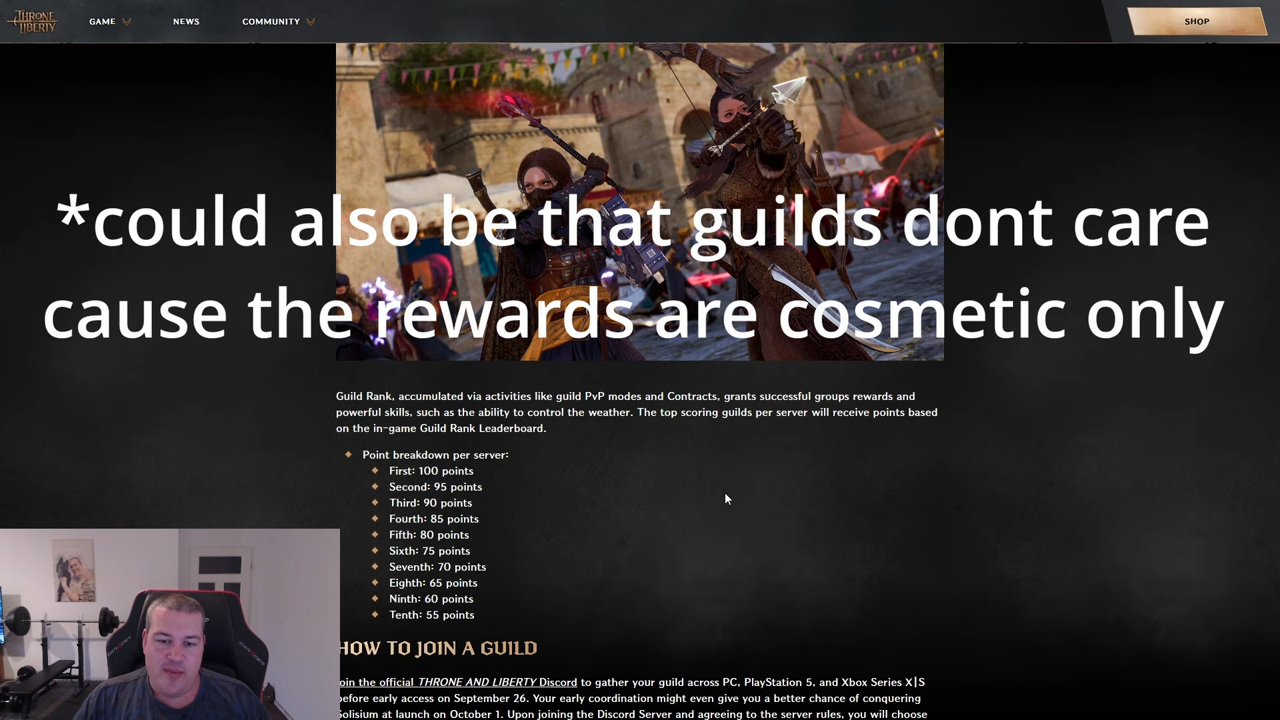 THRONE
LIBERTY
GAME
NEWS
COMMUNITY
SHOP
*could also be that guilds dont care
cause the rewards are cosmetic only
Guild Rank, accumulated via activities like guild PvP modes and Contracts, grants successful groups rewards and
powerful skills, such as the ability to control the weather. The top scoring guilds per server will receive points based
on the in-game Guild Rank Leaderboard.
Point breakdown per server:
First: 100 points
Second: 95 points
Third: 90 points
Fourth: 85 points
Fifth: 80 points
Sixth: 75 points
Seventh: 70 points
Eighth: 65 points
Ninth: 60 points
Tenth: 55 points
HOW TO JOIN A GUILD
Join the official THRONE AND LIBERTY Discord to gather your guild across PC, PlayStation 5, and Xbox Series X|S
before early access on September 26. Your early coordination might even give you a better chance of conquering
Solisium at launch on October 1. Upon joining the Discord Server and agreeing to the server rules, you will choose